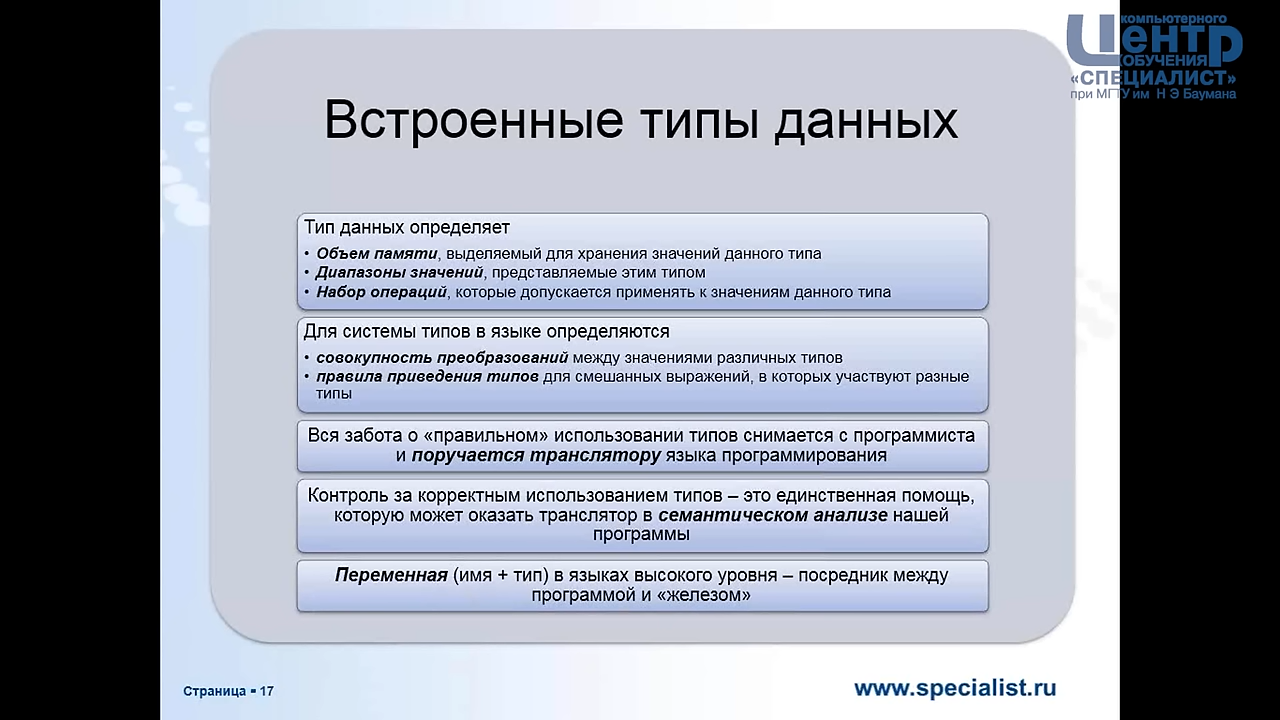 компьютерного
Центр
ОБУЧЕНИЯ
«СПЕЦИАЛИСТ»
при МГТУ им Н Э Баумана
Встроенные типы данных
Тип данных определяет
• Объем памяти, выделяемый для хранения значений данного типа
• Диапазоны значений, представляемые этим типом
• Набор операций, которые допускается применять к значениям данного типа
Для системы типов в языке определяются
• совокупность преобразований между значениями различных типов
• правила приведения типов для смешанных выражений, в которых участвуют разные
типы
Вся забота о «правильном» использовании типов снимается с программиста
и поручается транслятору языка программирования
Контроль за корректным использованием типов – это единственная помощь,
которую может оказать транслятор в семантическом анализе нашей
программы
Переменная (имя + тип) в языках высокого уровня – посредник между
программой и «железом»
Страница ▪ 17
www.specialist.ru